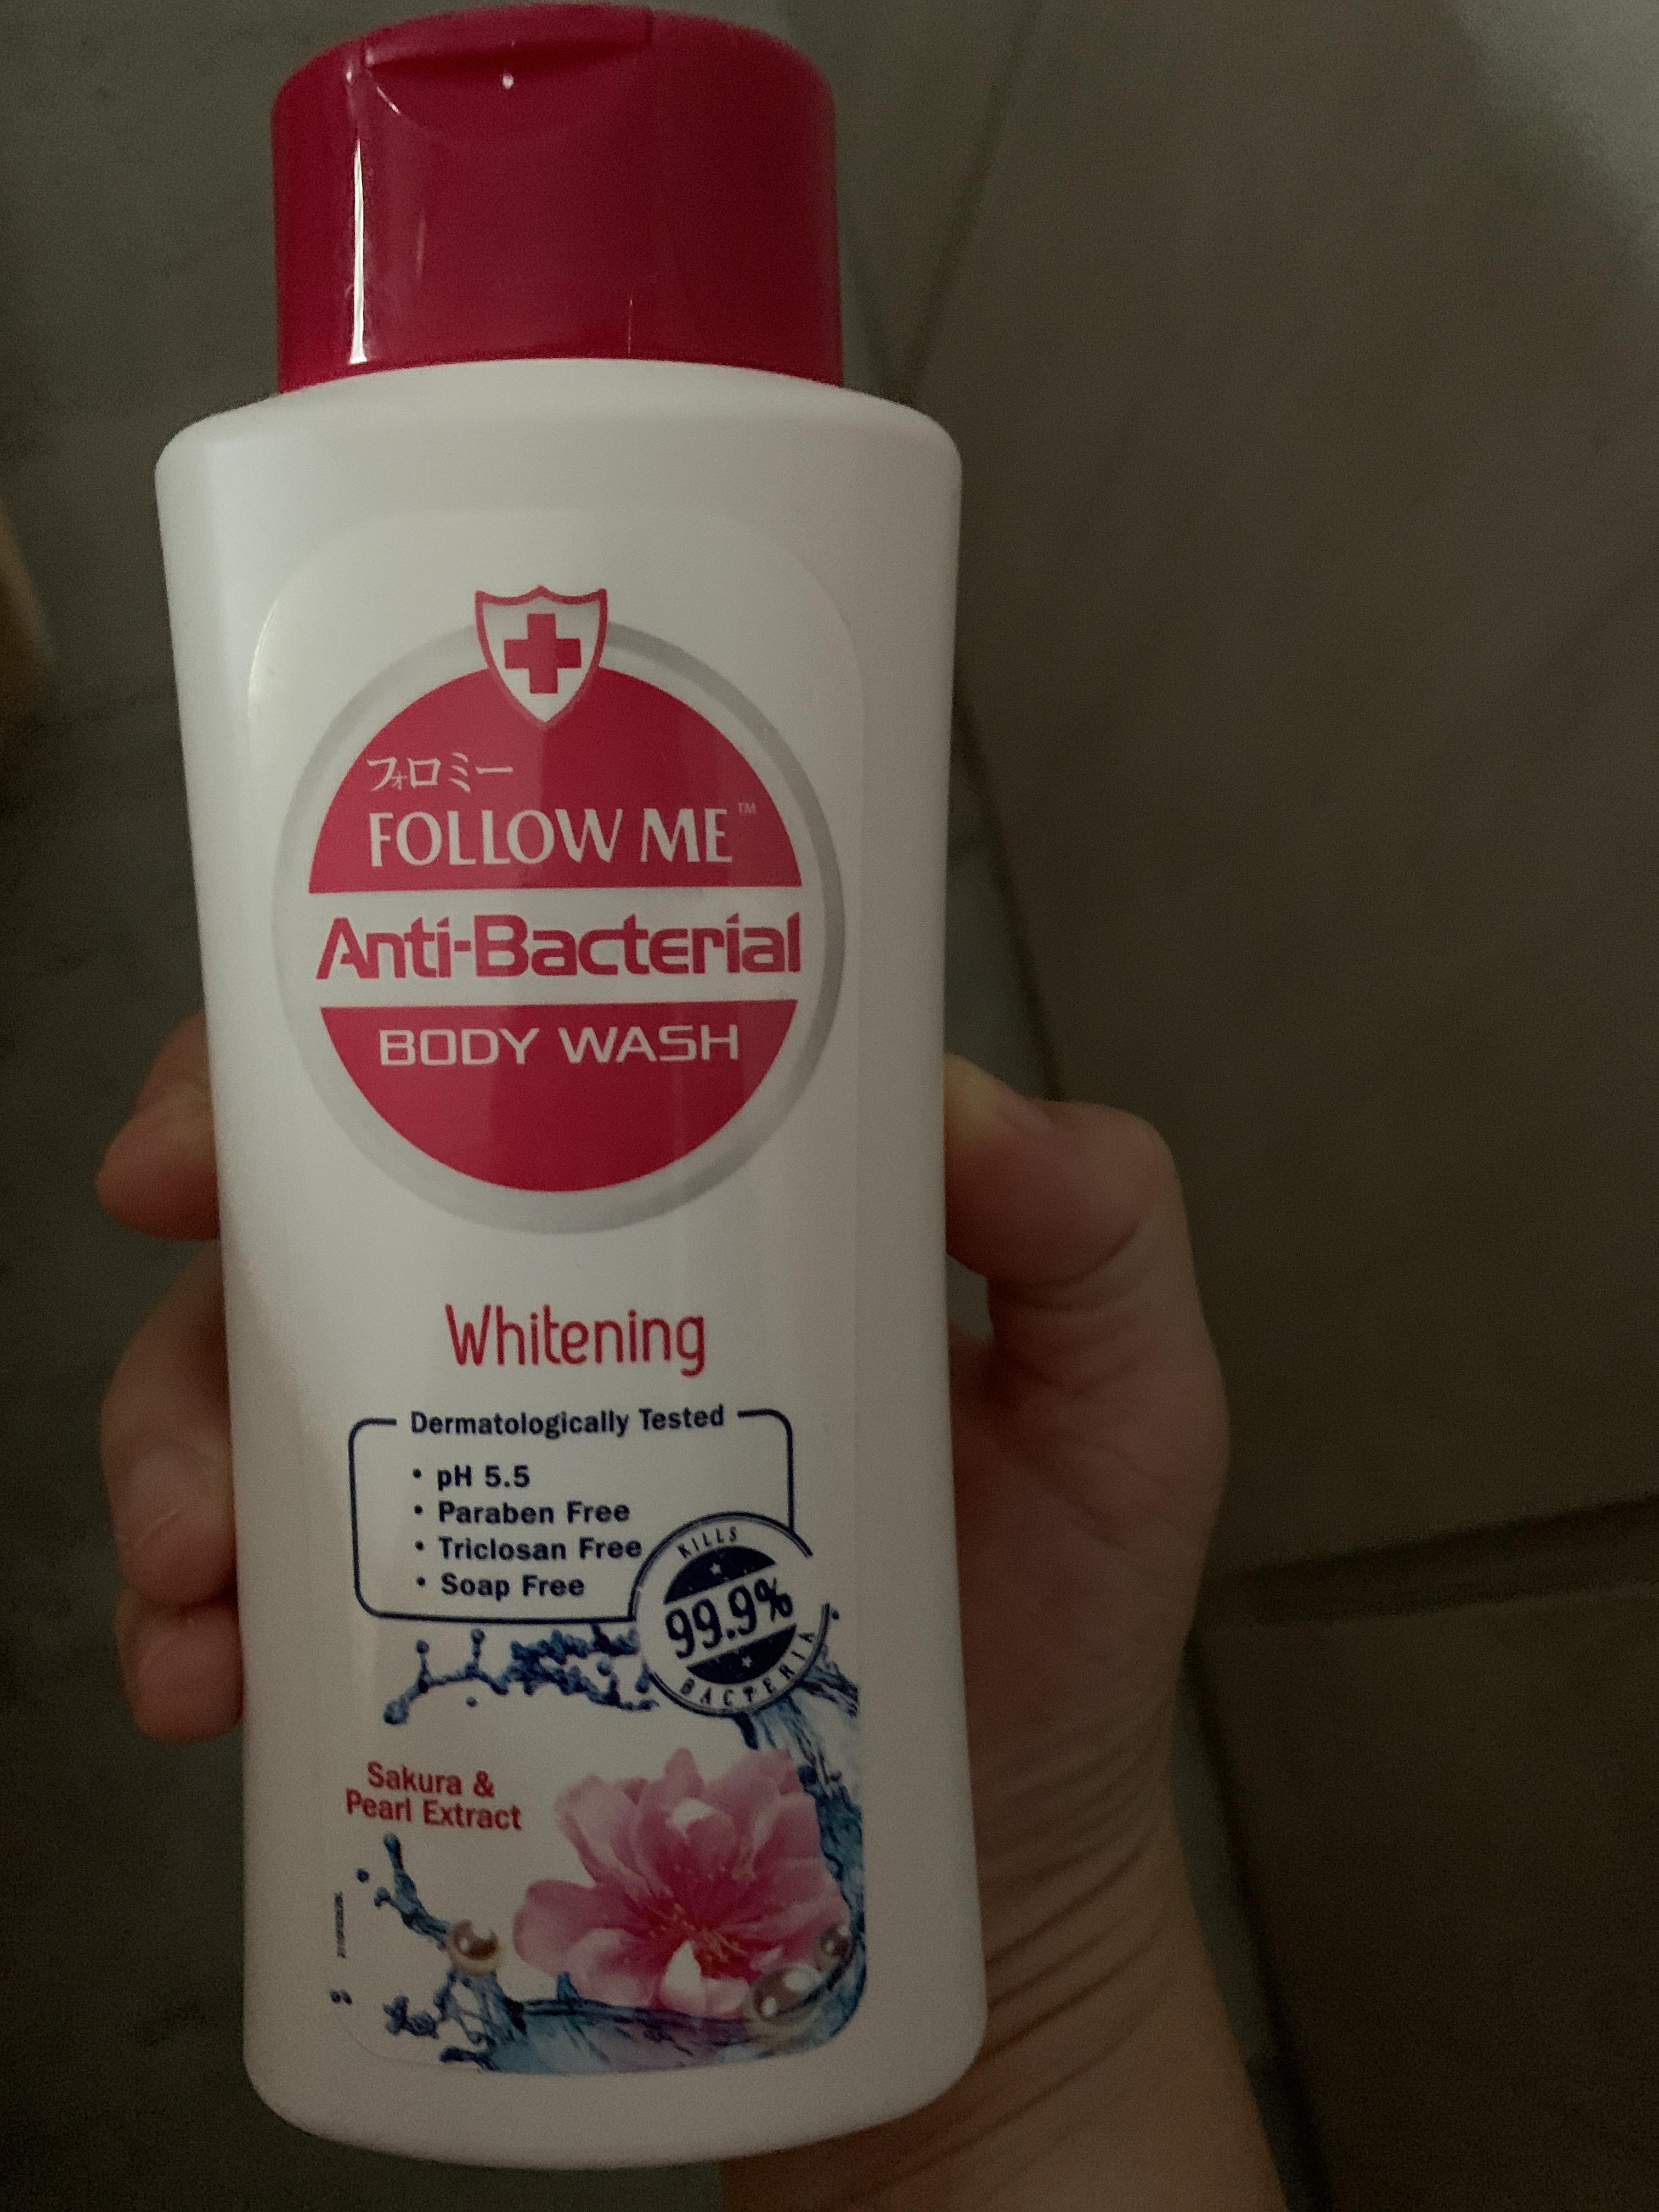 フォロミー
FOLLOW ME™
Anti-Bacterial
BODY WASH
Whitening
Dermatologically Tested
• pH 5.5
• Paraben Free
• Triclosan Free
• Soap Free
KILLS
99.9%
BACTERIA
Sakura &
Pearl Extract